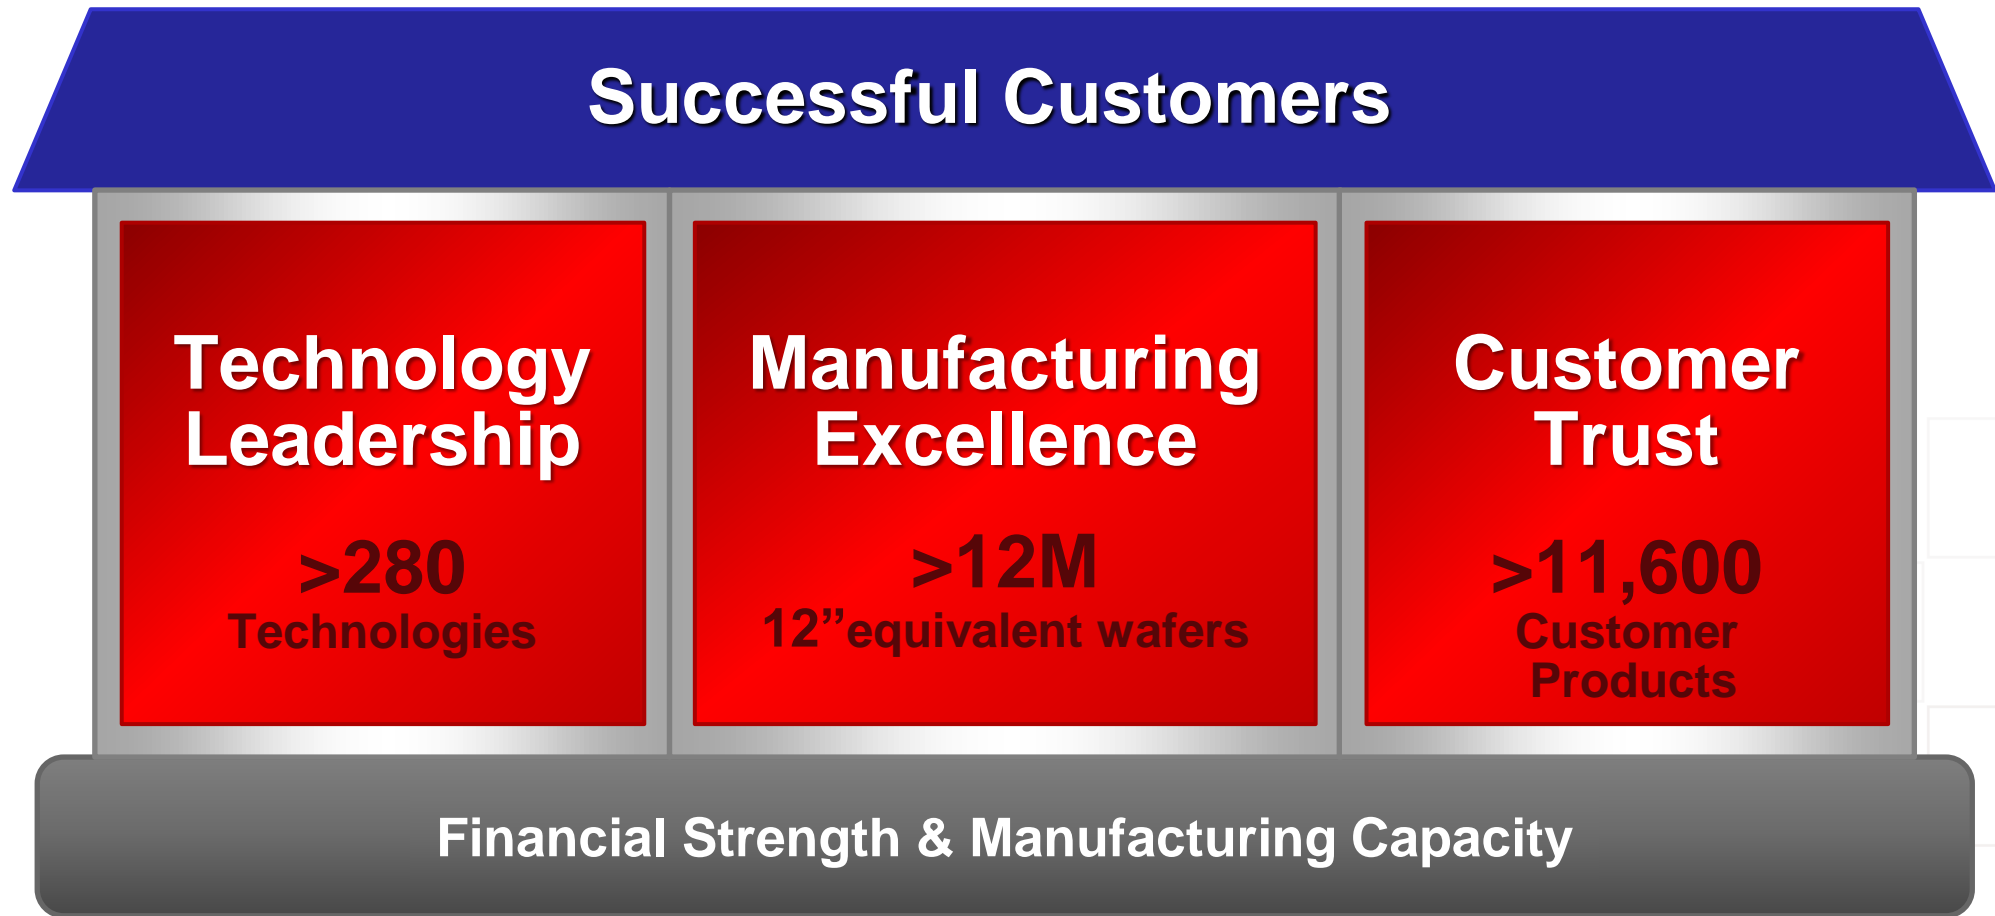 Successful Customers
Technology
Leadership
>280
Technologies
Manufacturing
Excellence
>12M
12”equivalent wafers
Customer
Trust
>11,600
Customer
Products
Financial Strength & Manufacturing Capacity